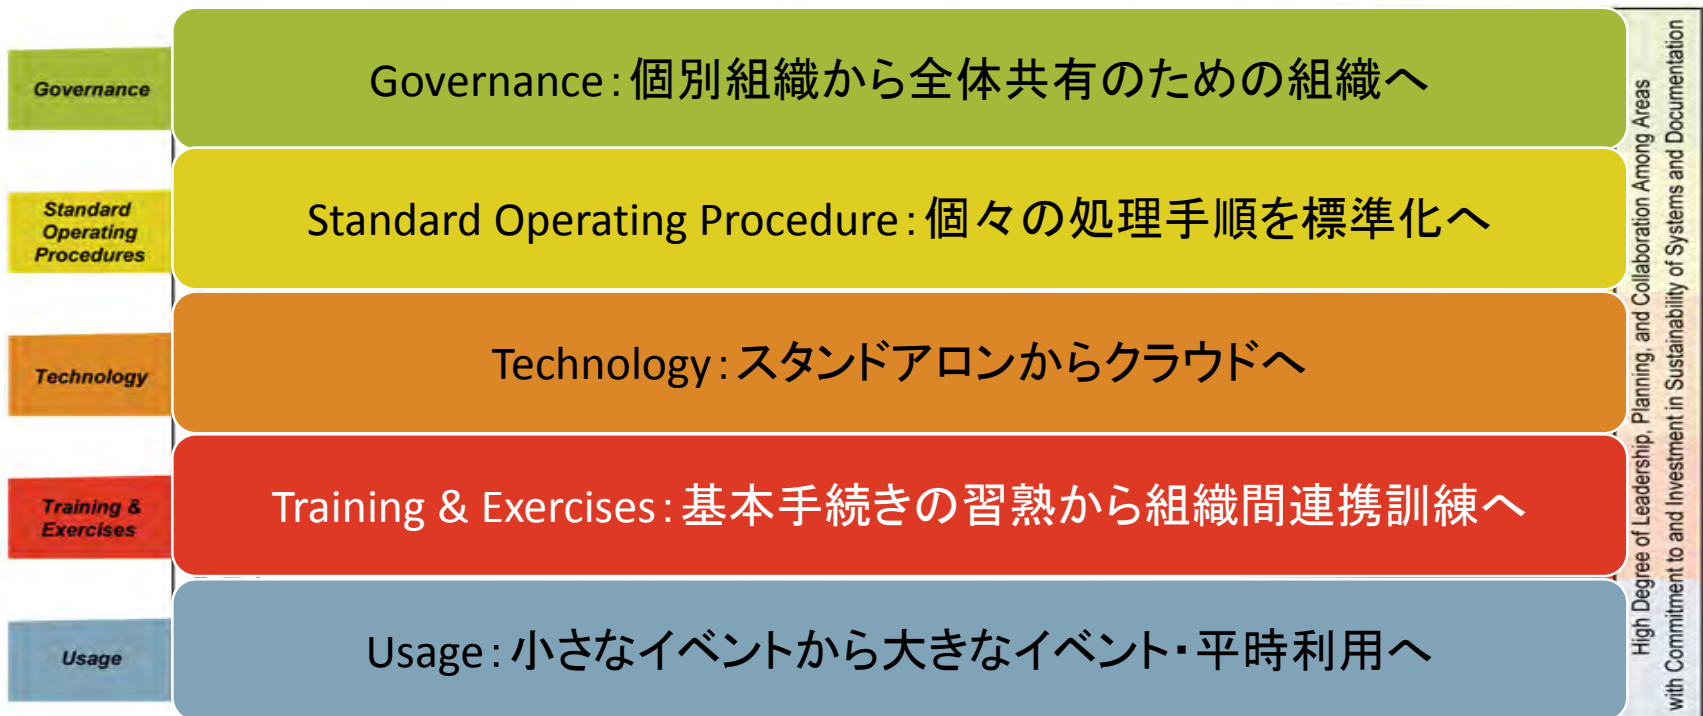 Governance
Governance：個別組織から全体共有のための組織へ
Standard
Operating
Procedures
Standard Operating Procedure：個々の処理手順を標準化へ
Technology
Technology：スタンドアロンからクラウドへ
Training &
Exercises
Training & Exercises：基本手続きの習熟から組織間連携訓練へ
Usage
Usage：小さなイベントから大きなイベント・平時利用へ
High Degree of Leadership, Planning, and Collaboration Among Areas
with Commitment to and Investment in Sustainability of Systems and Documentation